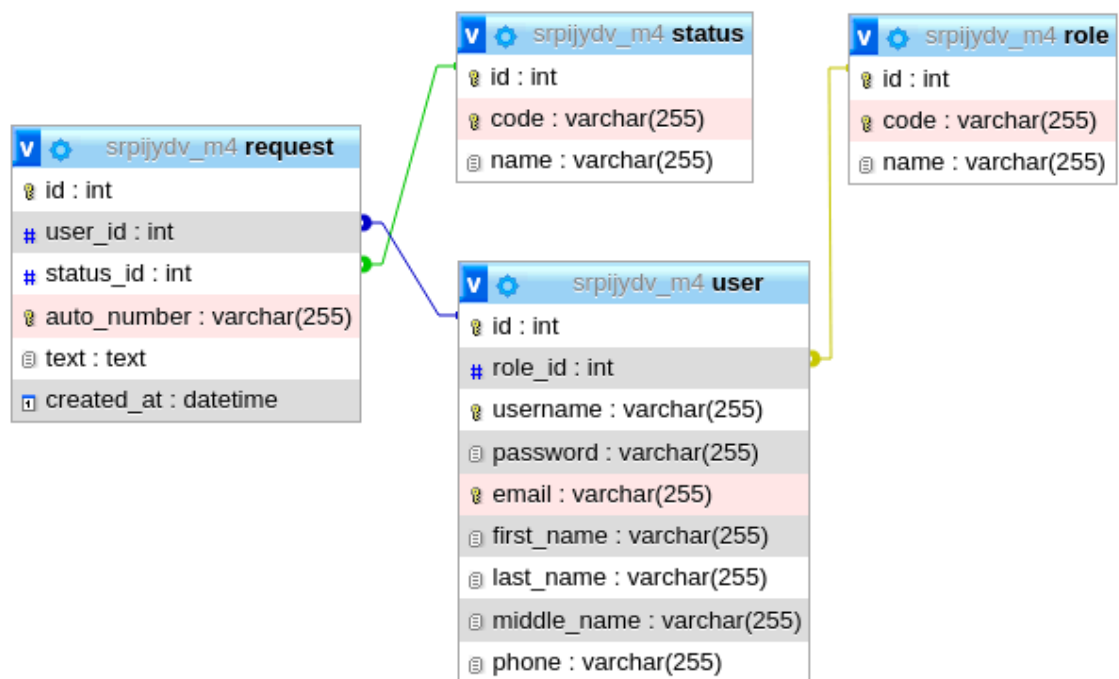 v srpijydv_m4 request
id : int
# user_id : int
# status_id : int
auto_number : varchar(255)
text : text
created_at : datetime
v srpijydv_m4 status
id : int
code : varchar(255)
name : varchar(255)
v srpijydv_m4 user
id : int
# role_id : int
username : varchar(255)
password : varchar(255)
email : varchar(255)
first_name : varchar(255)
last_name : varchar(255)
middle_name : varchar(255)
phone : varchar(255)
v srpijydv_m4 role
id : int
code : varchar(255)
name : varchar(255)